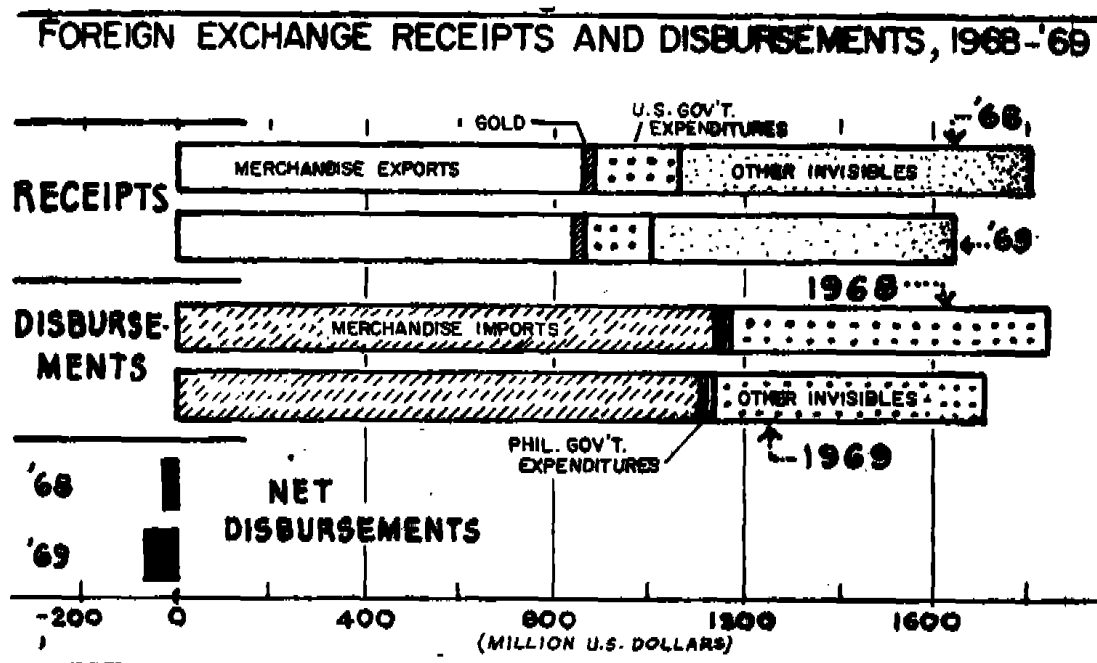 FOREIGN EXCHANGE RECEIPTS AND DISBURSEMENTS, 1968-'69
GOLD
U.S. GOV'T.
EXPENDITURES
'68
RECEIPTS
MERCHANDISE EXPORTS
OTHER INVISIBLES
'69
1968
DISBURSE-
MENTS
MERCHANDISE IMPORTS
OTHER INVISIBLES
PHIL. GOV'T.
EXPENDITURES
1969
'68
NET
DISBURSEMENTS
'69
-200 0 400 800 1200 1600
(MILLION U.S. DOLLARS)